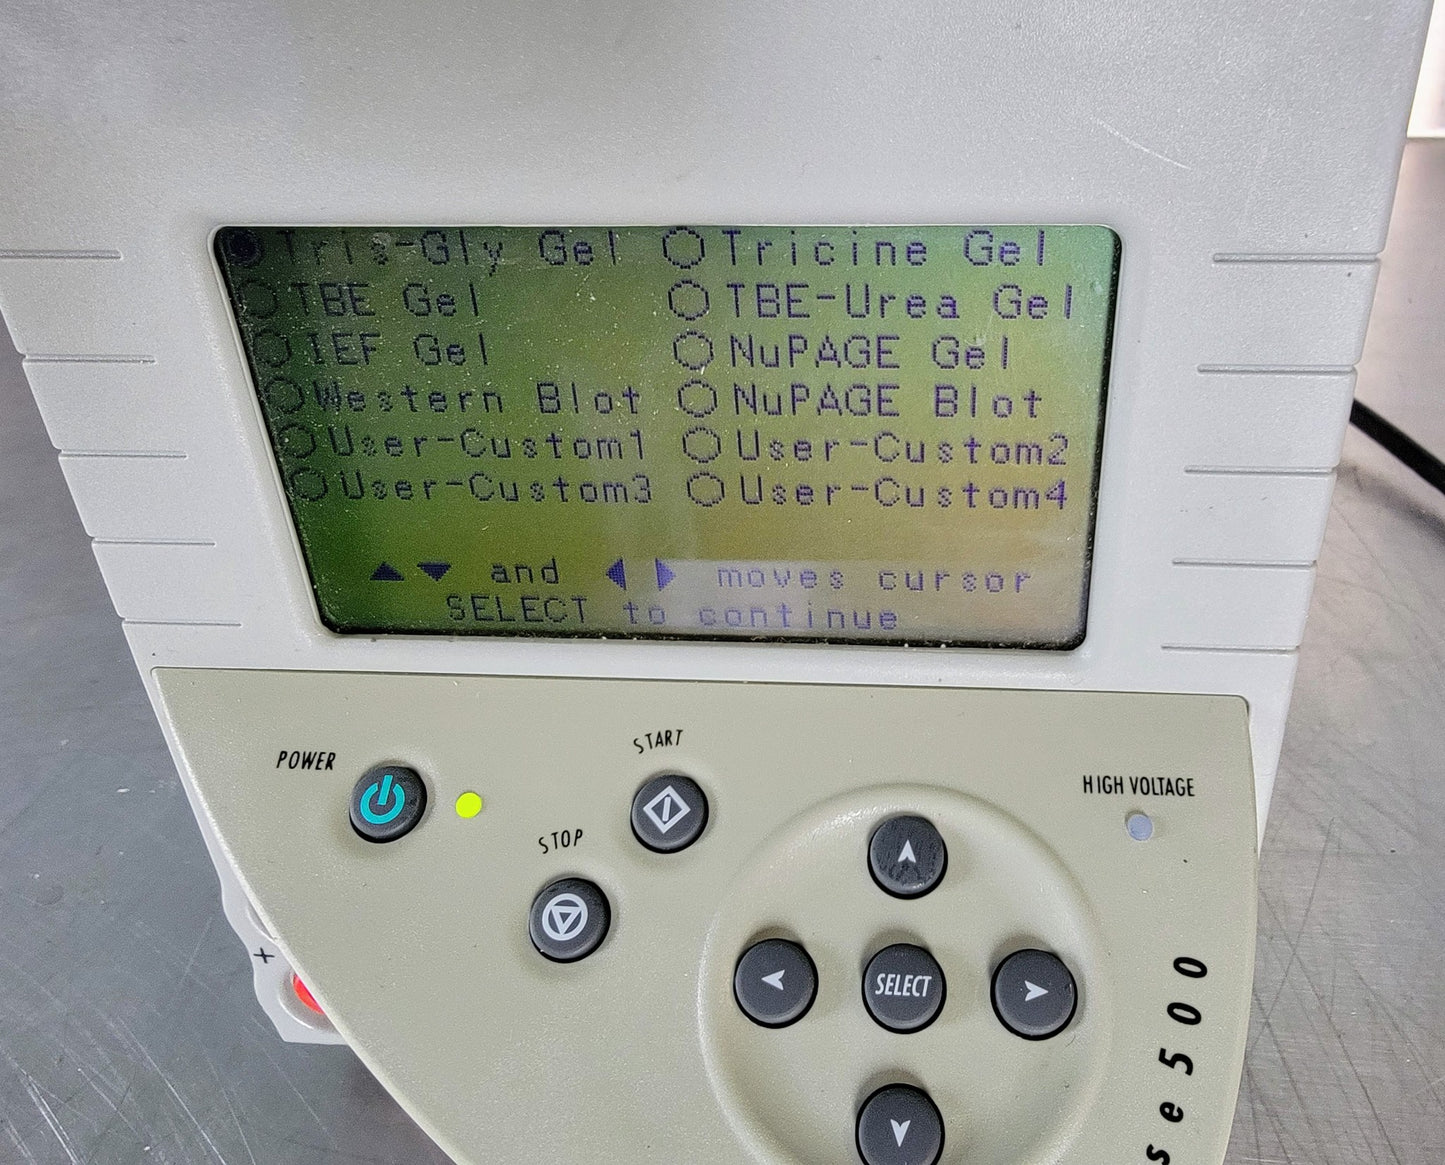 Tris-Gly Gel Tricine Gel
TBE Gel TBE-Urea Gel
IEF Gel NuPAGE Gel
Western Blot NuPAGE Blot
User-Custom1 User-Custom2
User-Custom3 User-Custom4
▲▼ and ◀ ▶ moves cursor
SELECT to continue
POWER
START
STOP
HIGH VOLTAGE
SELECT
+
se500